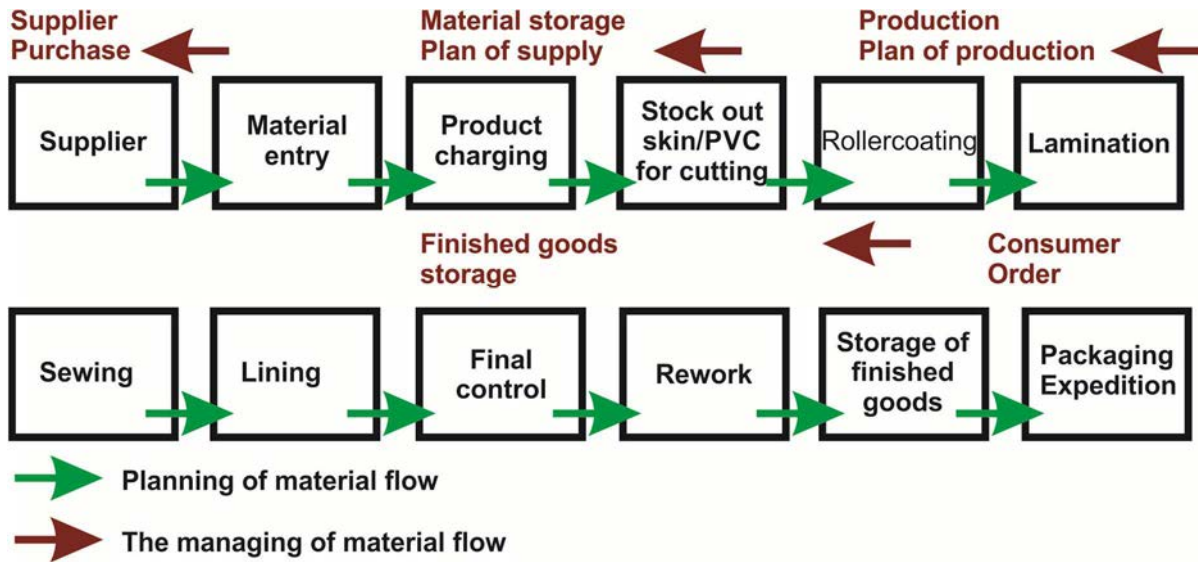 Supplier
Purchase
Material storage
Plan of supply
Production
Plan of production
Supplier
Material
entry
Product
charging
Stock out
skin/PVC
for cutting
Rollercoating
Lamination
Finished goods
storage
Consumer
Order
Sewing
Lining
Final
control
Rework
Storage of
finished
goods
Packaging
Expedition
Planning of material flow
The managing of material flow